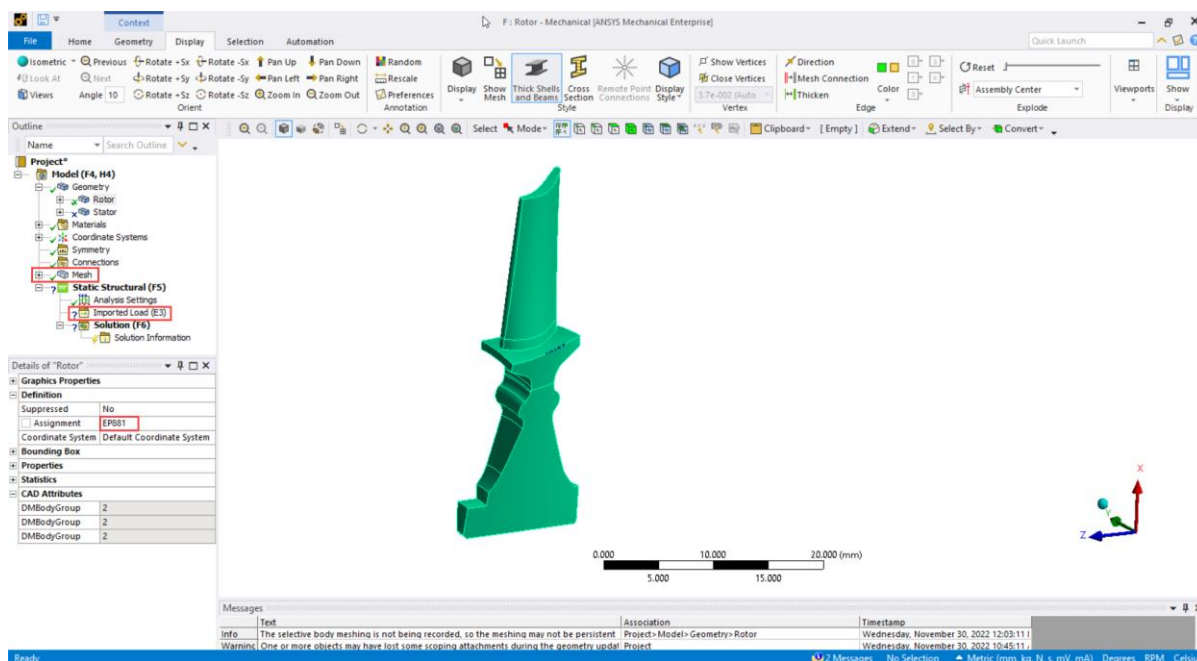 Context
F : Rotor - Mechanical [ANSYS Mechanical Enterprise]
File Home Geometry Display Selection Automation
Quick Launch
Isometric Previous Rotate +Sx Rotate -Sx Pan Up Pan Down Random
Look At Next Rotate +Sy Rotate -Sy Pan Left Pan Right Rescale
Views Angle 10 Rotate +Sz Rotate -Sz Zoom In Zoom Out Preferences
Display Show Mesh Thick Shells and Beams Cross Section Remote Point Connections Display Style
Show Vertices Direction
Close Vertices Mesh Connection
3.7e-002 (Auto Thicken
Color
Reset
Assembly Center
Viewports Show
Orient Annotation Style Vertex Edge Explode Display
Outline
Select Mode Clipboard [Empty] Extend Select By Convert
Name Search Outline
Project*
Model (F4, H4)
Geometry
Rotor
Stator
Materials
Coordinate Systems
Symmetry
Connections
Mesh
Static Structural (F5)
Analysis Settings
Imported Load (E3)
Solution (F6)
Solution Information
Details of "Rotor"
Graphics Properties
Definition
Suppressed No
Assignment EP881
Coordinate System Default Coordinate System
Bounding Box
Properties
Statistics
CAD Attributes
DMBodyGroup 2
DMBodyGroup 2
DMBodyGroup 2
X
Y
Z
0.000 10.000 20.000 (mm)
5.000 15.000
Messages
Text Association Timestamp
Info The selective body meshing is not being recorded, so the meshing may not be persistent Project>Model>Geometry>Rotor Wednesday, November 30, 2022 12:03:11
Warning One or more objects may have lost some scoping attachments during the geometry updat Project Wednesday, November 30, 2022 10:45:11
Ready 2 Messages No Selection Metric (mm, kg, N, s, mV, mA) Degrees RPM Celsiu